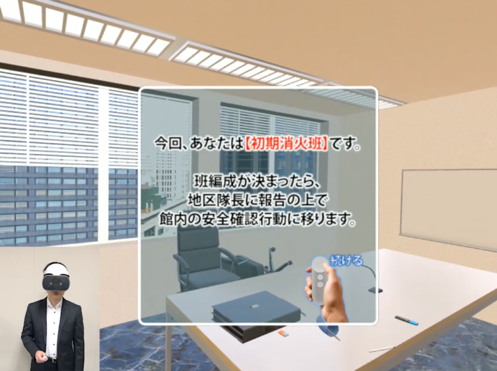 今回、あなたは【初期消火班】です。
班編成が決まったら、
地区隊長に報告の上で
館内の安全確認行動に移ります。
続ける